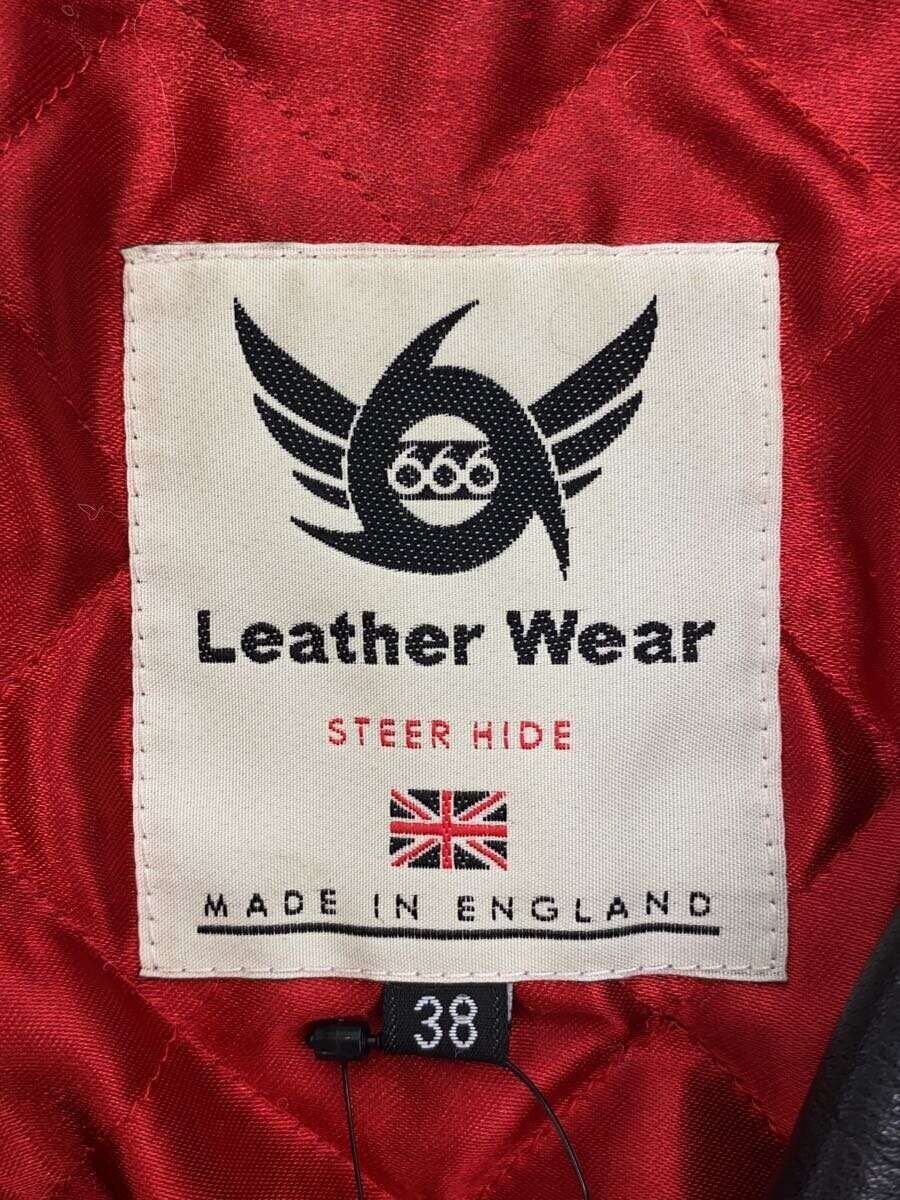 666
Leather Wear
STEER HIDE
MADE IN ENGLAND
38